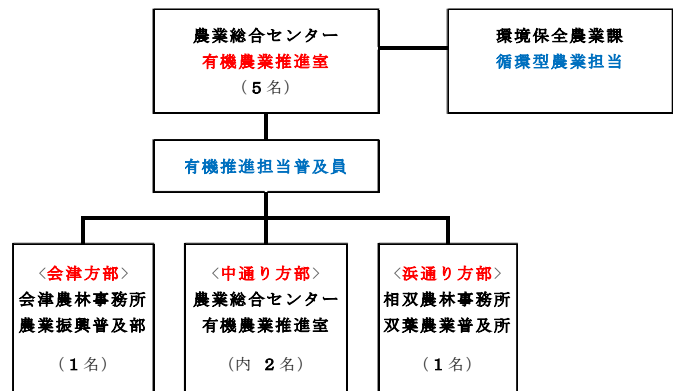 農業総合センター
有機農業推進室
（5名）
環境保全農業課
循環型農業担当
有機推進担当普及員
<会津方部>
会津農林事務所
農業振興普及部
（1名）
<中通り方部>
農業総合センター
有機農業推進室
（内 2名）
<浜通り方部>
相双農林事務所
双葉農業普及所
（1名）